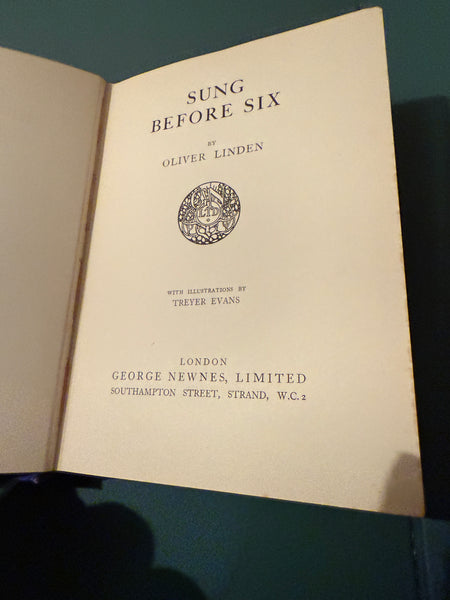 SUNG
BEFORE SIX
BY
OLIVER LINDEN
LTD
WITH ILLUSTRATIONS BY
TREYER EVANS
LONDON
GEORGE NEWNES, LIMITED
SOUTHAMPTON STREET, STRAND, W.C. 2